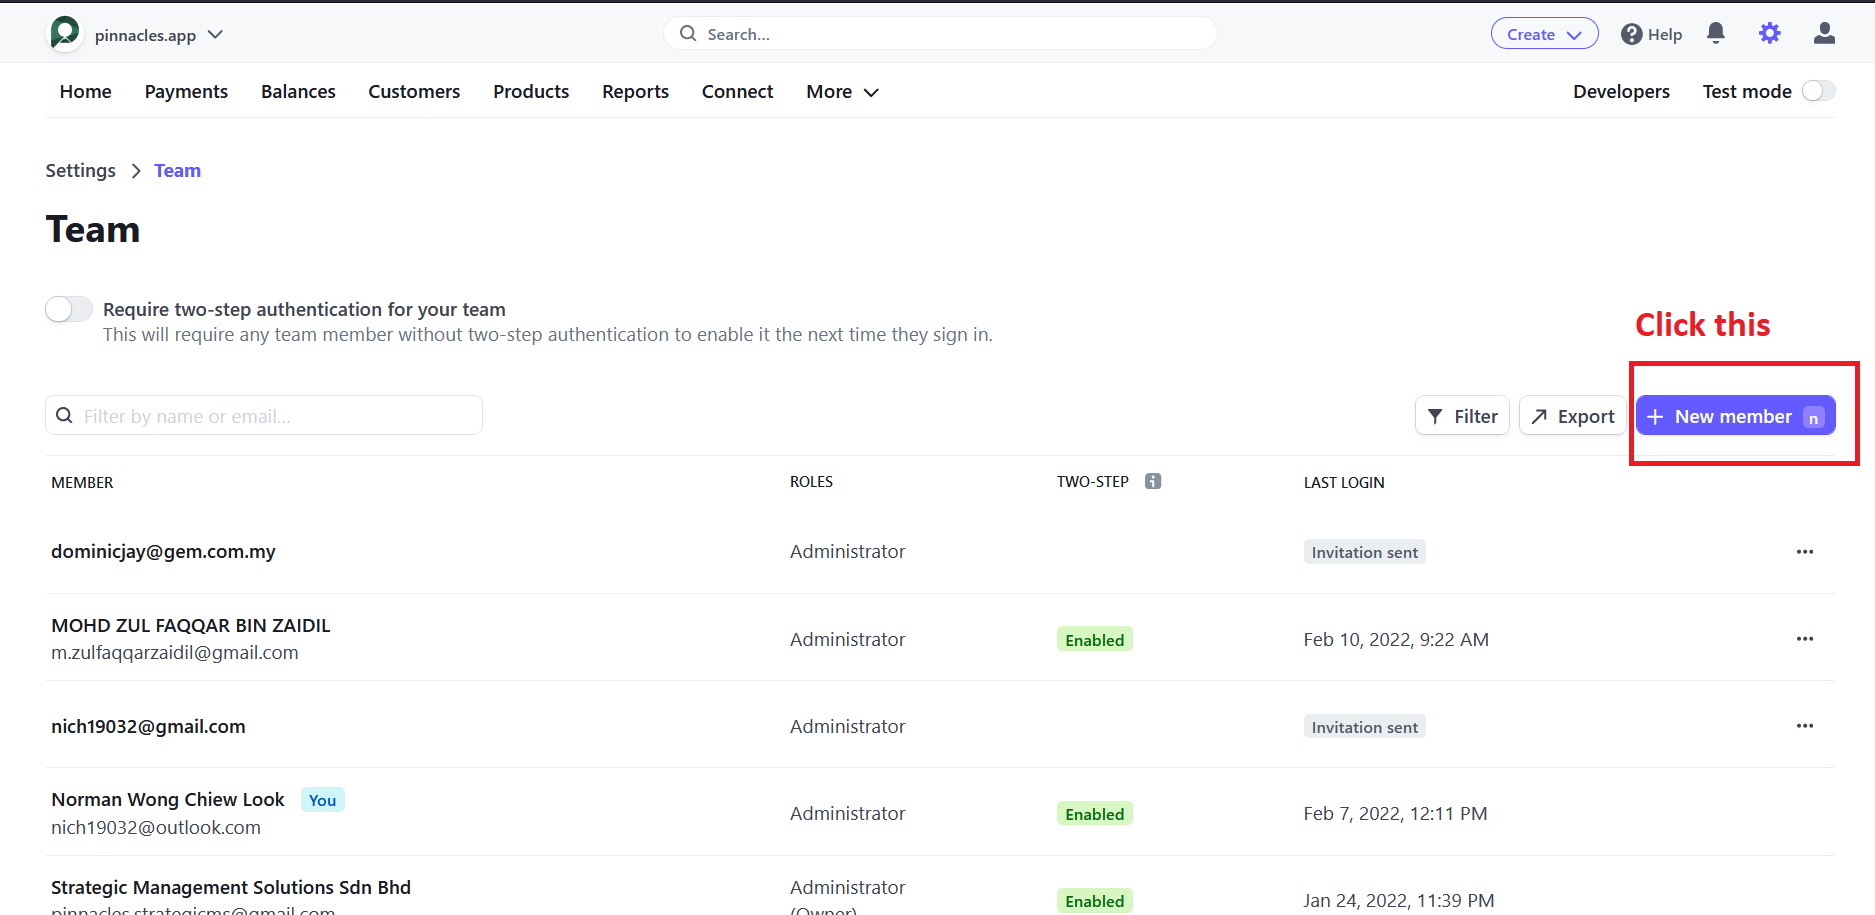 pinnacles.app
Search...
Create
Help
Home Payments Balances Customers Products Reports Connect More Developers Test mode
Settings > Team
Team
Require two-step authentication for your team
This will require any team member without two-step authentication to enable it the next time they sign in.
Click this
Filter by name or email...
Filter
Export
+ New member n
MEMBER ROLES TWO-STEP i LAST LOGIN
dominicjay@gem.com.my Administrator Invitation sent ...
MOHD ZUL FAQQAR BIN ZAIDIL
m.zulfaqqarzaidil@gmail.com Administrator Enabled Feb 10, 2022, 9:22 AM ...
nich19032@gmail.com Administrator Invitation sent ...
Norman Wong Chiew Look You
nich19032@outlook.com Administrator Enabled Feb 7, 2022, 12:11 PM
Strategic Management Solutions Sdn Bhd Administrator
pinnacles.strategicms@gmail.com (Owner) Enabled Jan 24, 2022, 11:39 PM